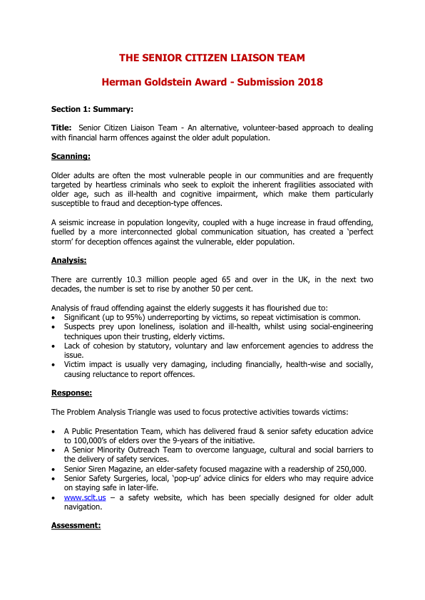 THE SENIOR CITIZEN LIAISON TEAM
Herman Goldstein Award - Submission 2018
Section 1: Summary:
Title: Senior Citizen Liaison Team - An alternative, volunteer-based approach to dealing
with financial harm offences against the older adult population.
Scanning:
Older adults are often the most vulnerable people in our communities and are frequently
targeted by heartless criminals who seek to exploit the inherent fragilities associated with
older age, such as ill-health and cognitive impairment, which make them particularly
susceptible to fraud and deception-type offences.
A seismic increase in population longevity, coupled with a huge increase in fraud offending,
fuelled by a more interconnected global communication situation, has created a ‘perfect
storm’ for deception offences against the vulnerable, elder population.
Analysis:
There are currently 10.3 million people aged 65 and over in the UK, in the next two
decades, the number is set to rise by another 50 per cent.
Analysis of fraud offending against the elderly suggests it has flourished due to:
• Significant (up to 95%) underreporting by victims, so repeat victimisation is common.
• Suspects prey upon loneliness, isolation and ill-health, whilst using social-engineering
techniques upon their trusting, elderly victims.
• Lack of cohesion by statutory, voluntary and law enforcement agencies to address the
issue.
• Victim impact is usually very damaging, including financially, health-wise and socially,
causing reluctance to report offences.
Response:
The Problem Analysis Triangle was used to focus protective activities towards victims:
• A Public Presentation Team, which has delivered fraud & senior safety education advice
to 100,000’s of elders over the 9-years of the initiative.
• A Senior Minority Outreach Team to overcome language, cultural and social barriers to
the delivery of safety services.
• Senior Siren Magazine, an elder-safety focused magazine with a readership of 250,000.
• Senior Safety Surgeries, local, ‘pop-up’ advice clinics for elders who may require advice
on staying safe in later-life.
• www.sclt.us – a safety website, which has been specially designed for older adult
navigation.
Assessment: